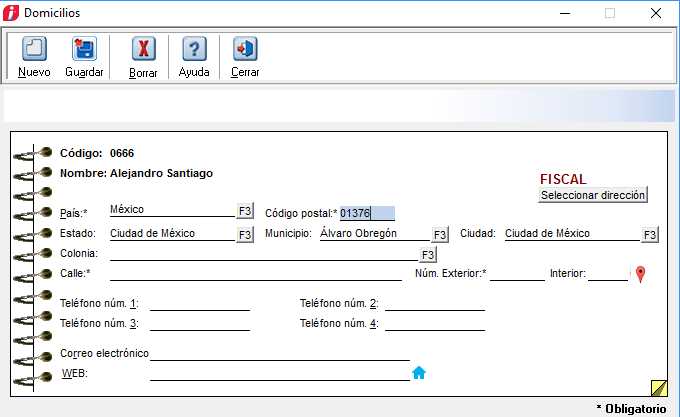 Domicilios
Nuevo Guardar Borrar Ayuda Cerrar
Código: 0666
Nombre: Alejandro Santiago
FISCAL
Seleccionar dirección
País:* México F3 Código postal:* 01376
Estado: Ciudad de México F3 Municipio: Álvaro Obregón F3 Ciudad: Ciudad de México F3
Colonia: F3
Calle:* Núm. Exterior:* Interior:
Teléfono núm. 1: Teléfono núm. 2:
Teléfono núm. 3: Teléfono núm. 4:
Correo electrónico
WEB:
* Obligatorio